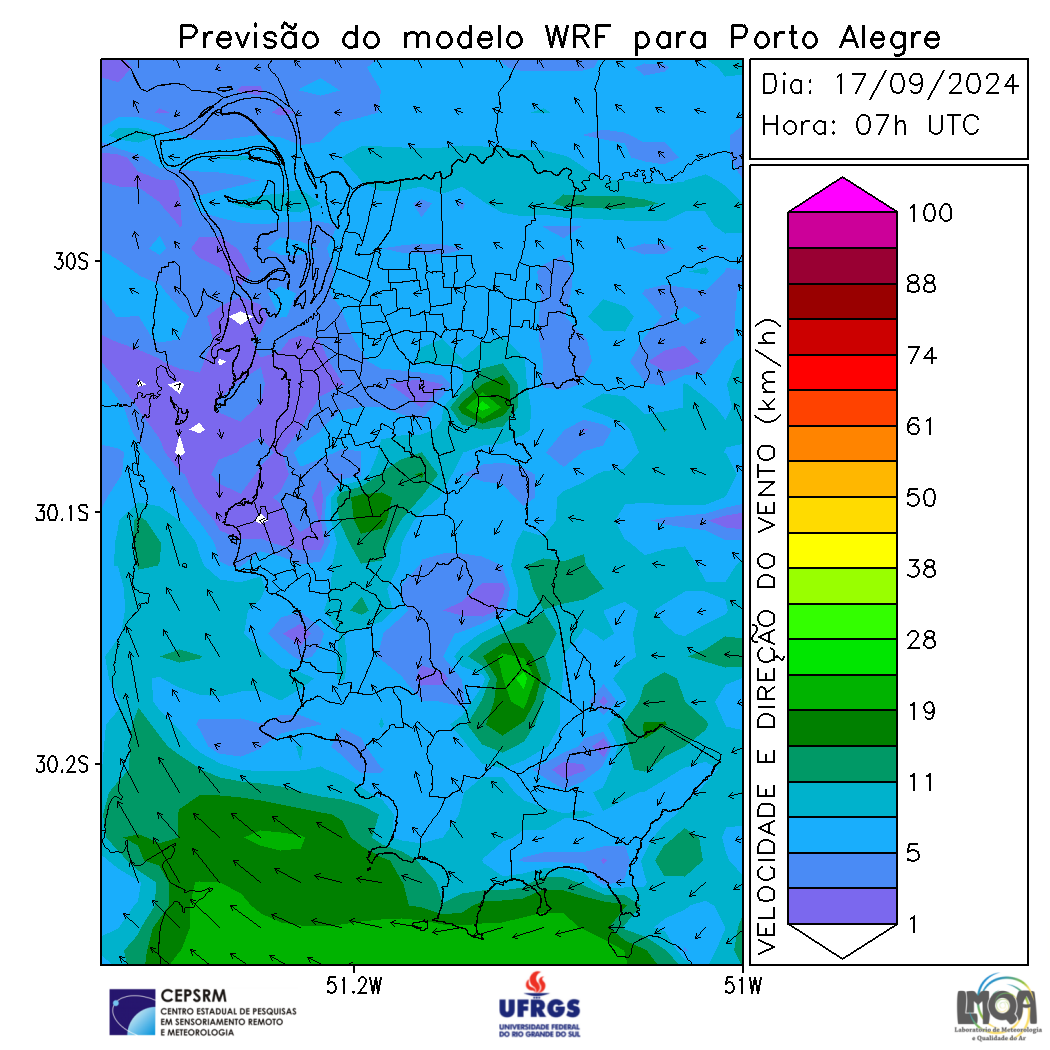 Previsão do modelo WRF para Porto Alegre
Dia: 17/09/2024
Hora: 07h UTC
30S
30.1S
30.2S
51.2W
51W
VELOCIDADE E DIREÇÃO DO VENTO (km/h)
100
88
74
61
50
38
28
19
11
5
1
CEPSRM
CENTRO ESTADUAL DE PESQUISAS
EM SENSORIAMENTO REMOTO
E METEOROLOGIA
UFRGS
UNIVERSIDADE FEDERAL
DO RIO GRANDE DO SUL
LMQA
Laboratório de Meteorologia
e Qualidade do Ar